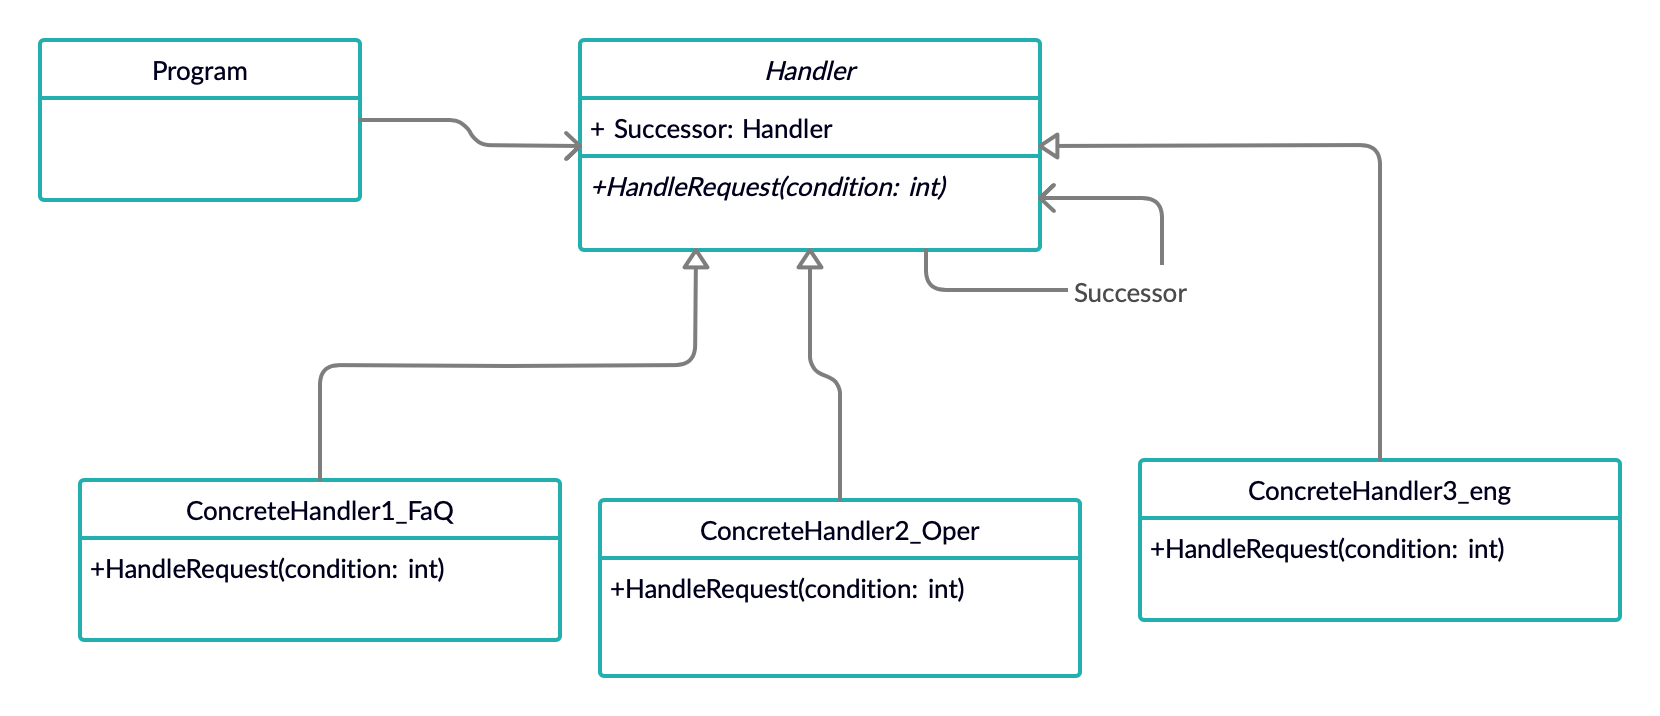 Program
Handler
+ Successor: Handler
+HandleRequest(condition: int)
Successor
ConcreteHandler1_FaQ
+HandleRequest(condition: int)
ConcreteHandler2_Oper
+HandleRequest(condition: int)
ConcreteHandler3_eng
+HandleRequest(condition: int)